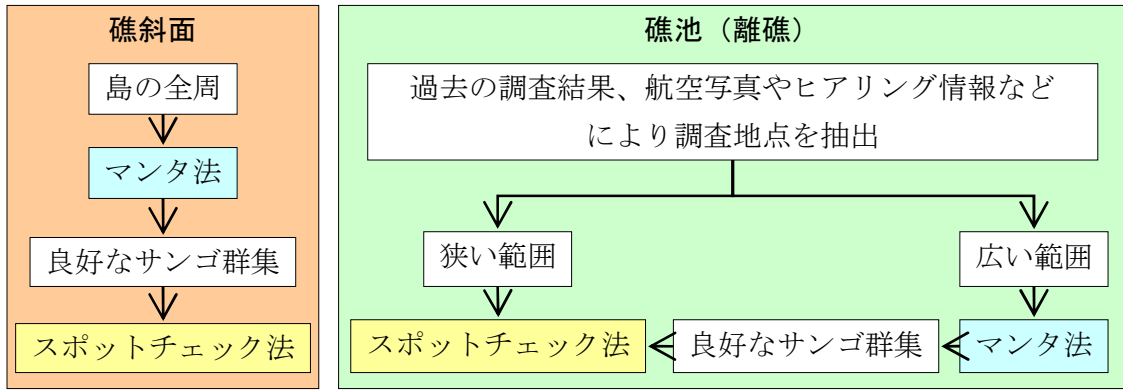 礁斜面
島の全周
マンタ法
良好なサンゴ群集
スポットチェック法
礁池（離礁）
過去の調査結果、航空写真やヒアリング情報など
により調査地点を抽出
狭い範囲
広い範囲
スポットチェック法
良好なサンゴ群集
マンタ法